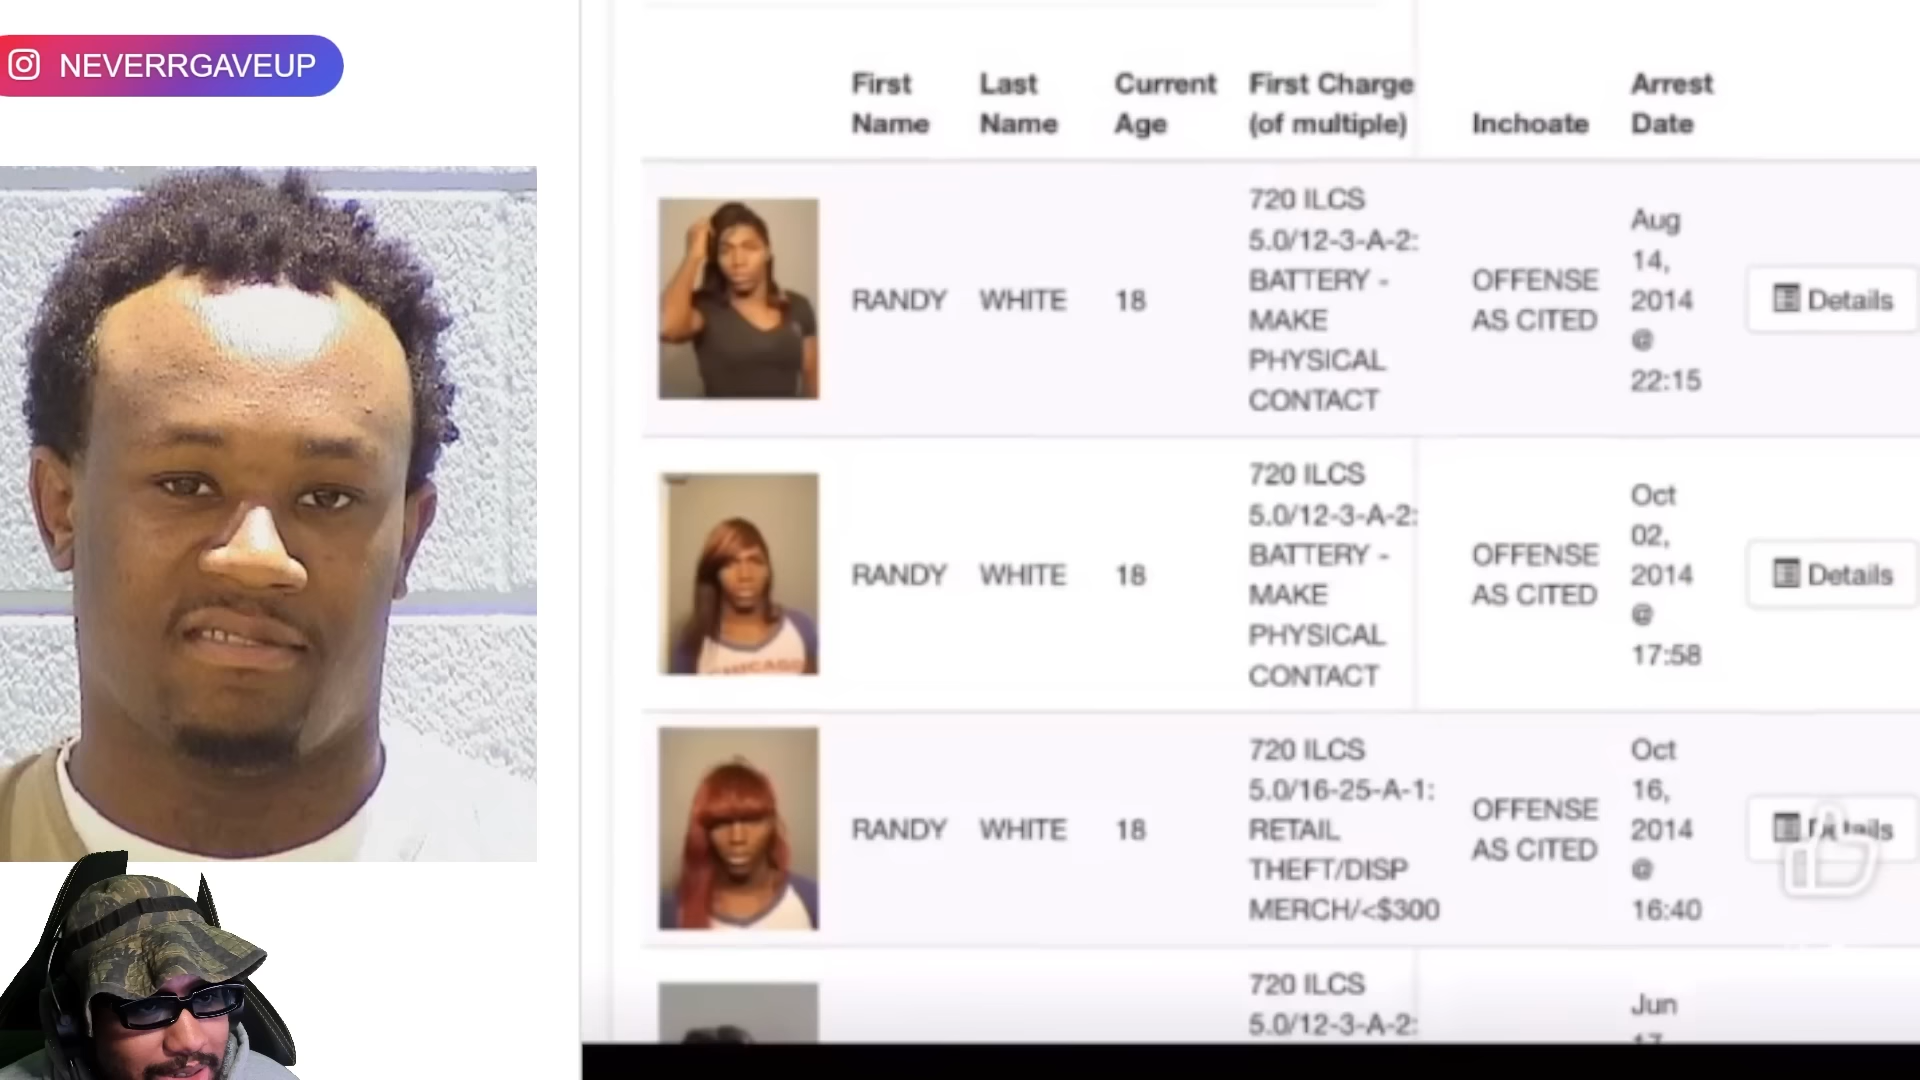 NEVERRGAVEUP
First Name
Last Name
Current Age
First Charge (of multiple)
Inchoate
Arrest Date
RANDY
WHITE
18
720 ILCS
5.0/12-3-A-2:
BATTERY -
MAKE
PHYSICAL
CONTACT
OFFENSE
AS CITED
Aug
14,
2014
@
22:15
Details
RANDY
WHITE
18
720 ILCS
5.0/12-3-A-2:
BATTERY -
MAKE
PHYSICAL
CONTACT
OFFENSE
AS CITED
Oct
02,
2014
@
17:58
Details
CHICAGO
RANDY
WHITE
18
720 ILCS
5.0/16-25-A-1:
RETAIL
THEFT/DISP
MERCH/<$300
OFFENSE
AS CITED
Oct
16,
2014
@
16:40
Details
720 ILCS
5.0/12-3-A-2:
Jun
17,